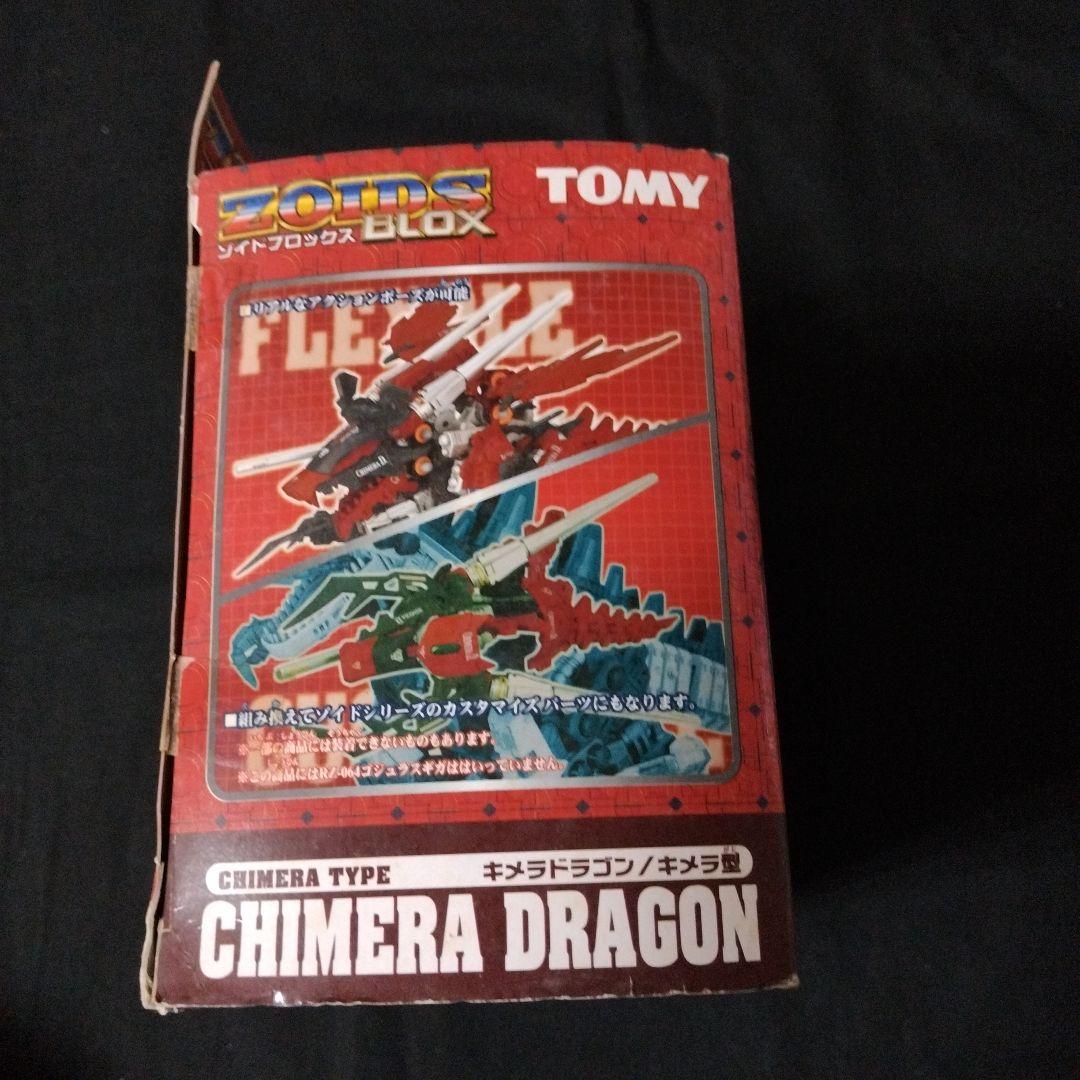 ZOIDS
BLOX
ゾイドブロックス
TOMY
■リアルなアクションポーズが可能
CHIMERA D
■組み換えてゾイドシリーズのカスタマイズパーツにもなります。
※一部の商品には装着できないものもあります。
※この商品にはRZ-064ゴジュラスギガははいっていません。
CHIMERA TYPE
キメラドラゴン/キメラ型
CHIMERA DRAGON